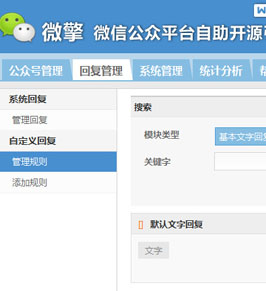 微擎 微信公众平台自助开源
W
公众号管理 回复管理 系统管理 统计分析
系统回复
管理回复
自定义回复
管理规则
添加规则
搜索
模块类型 基本文字回复
关键字
默认文字回复
文字